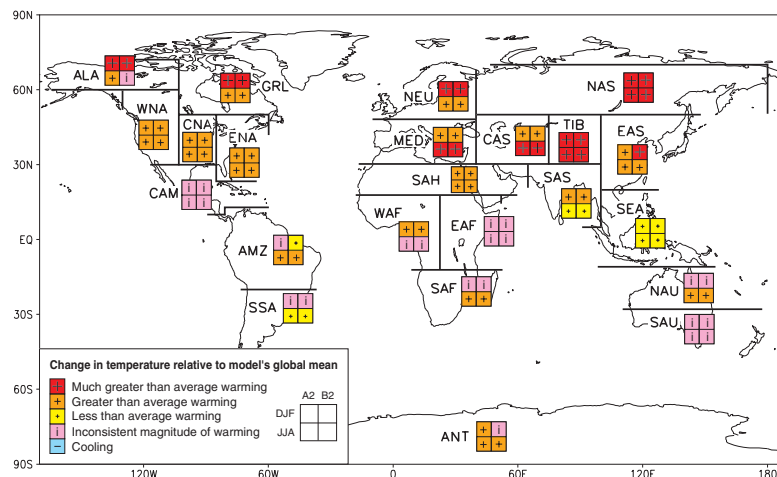 90N
60N
30N
EQ
30S
60S
90S
ALA
GRL
NEU
NAS
WNA
CNA
ENA
MED
CAS
TIB
EAS
CAM
SAH
SAS
WAF
EAF
SEA
AMZ
SAF
NAU
SSA
SAU
ANT
Change in temperature relative to model's global mean
Much greater than average warming
Greater than average warming
Less than average warming
i Inconsistent magnitude of warming
Cooling
A2 B2
DJF
JJA
120W 60W 0 60E 120E 180